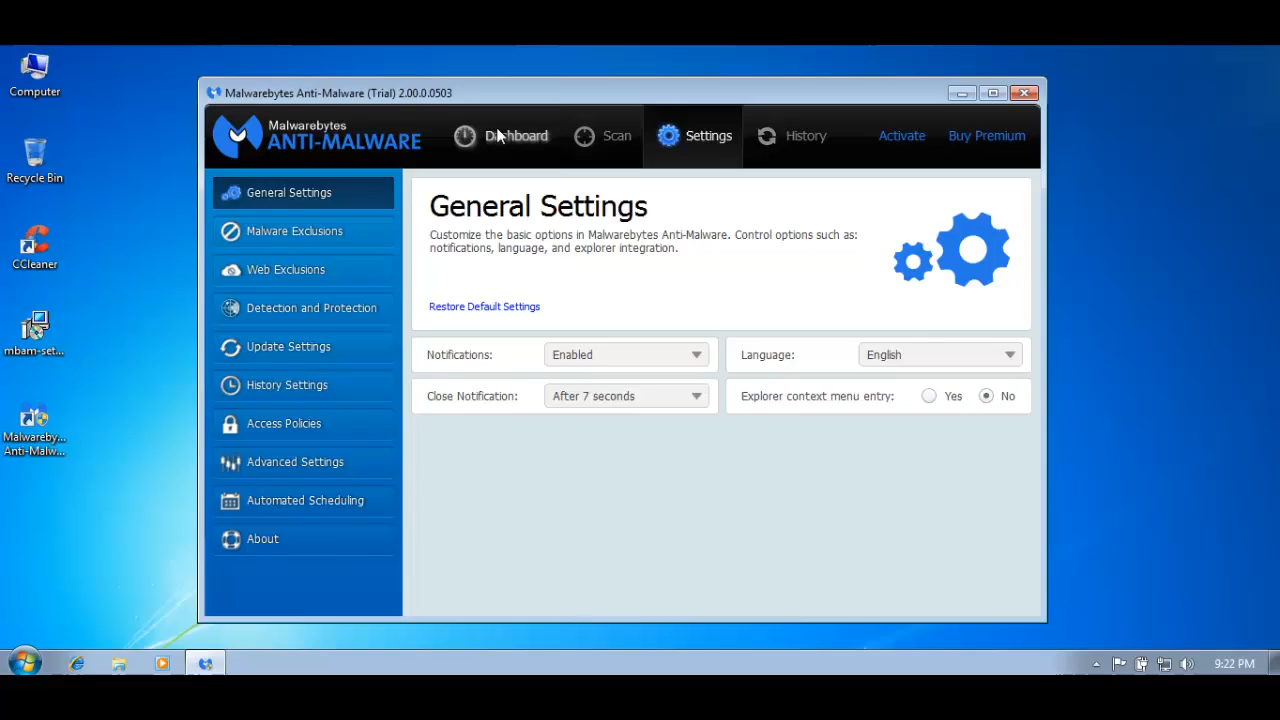 Computer
Recycle Bin
CCleaner
mbam-set...
Malwareby...
Anti-Malw...
Malwarebytes Anti-Malware (Trial) 2.00.0.0503
Malwarebytes
ANTI-MALWARE
Dashboard
Scan
Settings
History
Activate
Buy Premium
General Settings
Malware Exclusions
Web Exclusions
Detection and Protection
Update Settings
History Settings
Access Policies
Advanced Settings
Automated Scheduling
About
General Settings
Customize the basic options in Malwarebytes Anti-Malware. Control options such as:
notifications, language, and explorer integration.
Restore Default Settings
Notifications: Enabled
Language: English
Close Notification: After 7 seconds
Explorer context menu entry: Yes No
9:22 PM